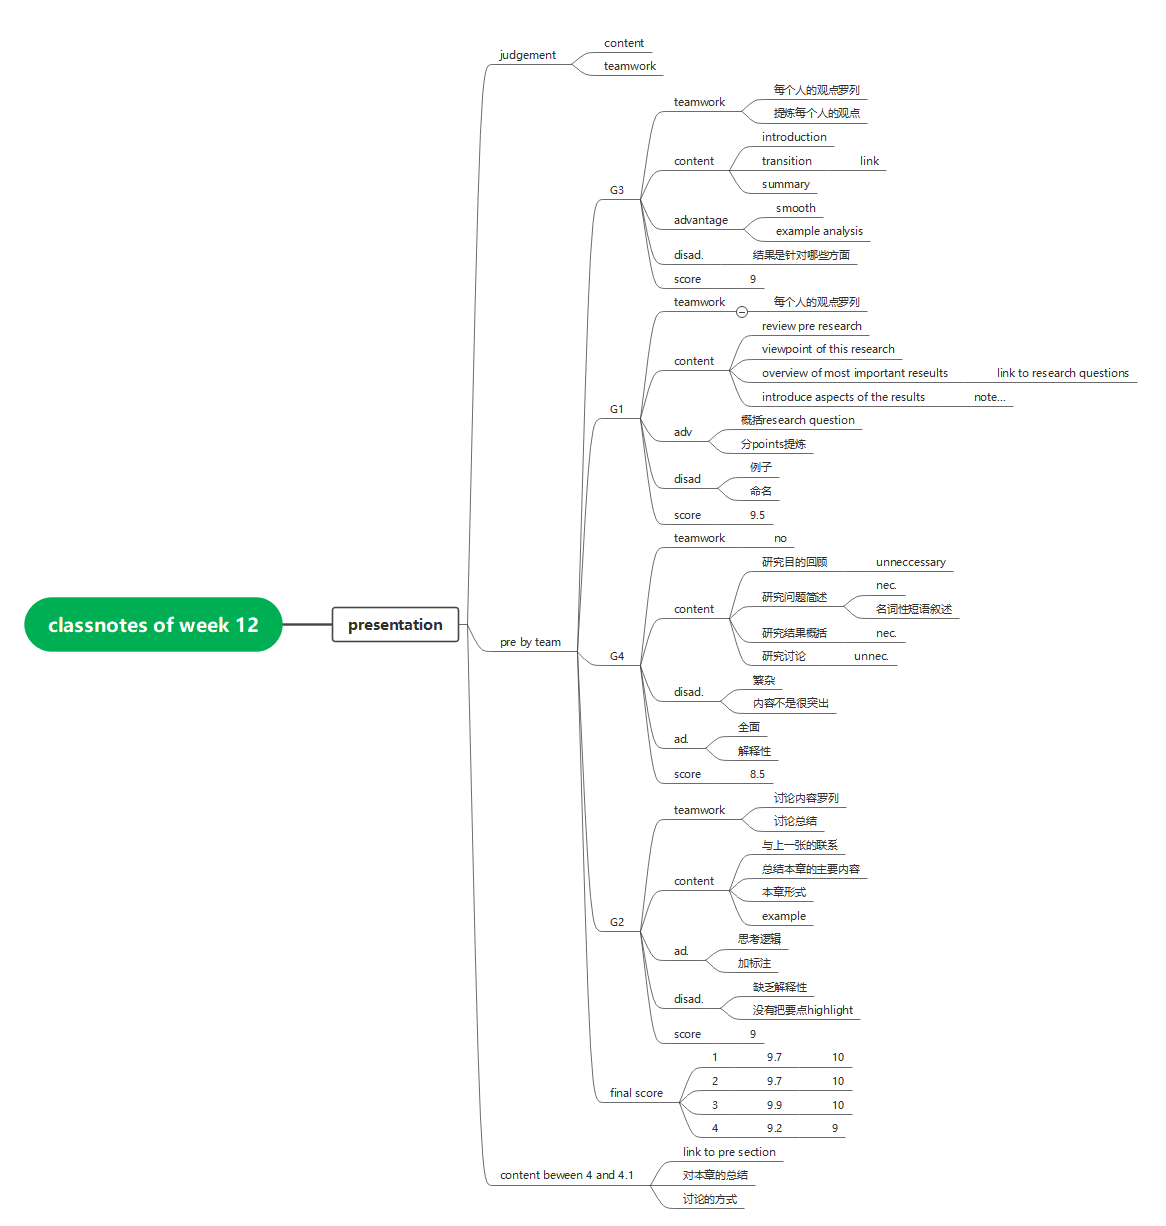 classnotes of week 12
presentation
judgement
content
teamwork
pre by team
G3
teamwork
每个人的观点罗列
提炼每个人的观点
content
introduction
transition
link
summary
advantage
smooth
example analysis
disad.
结果是针对哪些方面
score
9
G1
teamwork
每个人的观点罗列
content
review pre research
viewpoint of this research
overview of most important reseults
link to research questions
introduce aspects of the results
note...
adv
概括research question
分points提炼
disad
例子
命名
score
9.5
G4
teamwork
no
content
研究目的回顾
unneccessary
研究问题简述
nec.
名词性短语叙述
研究结果概括
nec.
研究讨论
unnec.
disad.
繁杂
内容不是很突出
ad.
全面
解释性
score
8.5
G2
teamwork
讨论内容罗列
讨论总结
content
与上一张的联系
总结本章的主要内容
本章形式
example
ad.
思考逻辑
加标注
disad.
缺乏解释性
没有把要点highlight
score
9
final score
1 9.7 10
2 9.7 10
3 9.9 10
4 9.2 9
content beween 4 and 4.1
link to pre section
对本章的总结
讨论的方式